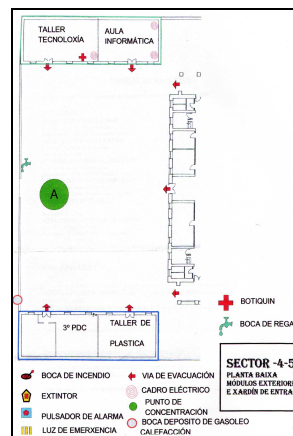 TALLER
TECNOLOXÍA
AULA
INFORMÁTICA
A
3º PDC
TALLER DE
PLASTICA
BOTIQUIN
BOCA DE REGA
BOCA DE INCENDIO
VIA DE EVACUACIÓN
CADRO ELÉCTRICO
EXTINTOR
PUNTO DE
CONCENTRACIÓN
PULSADOR DE ALARMA
BOCA DEPOSITO DE GASOLEO
CALEFACCIÓN
LUZ DE EMERXENCIA
SECTOR -4-5
PLANTA BAIXA
MÓDULOS EXTERIORE
E XARDÍN DE ENTRA